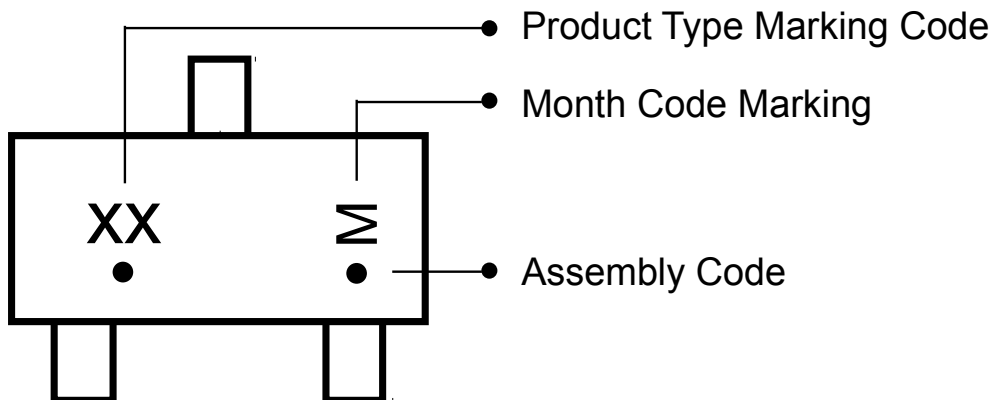 Product Type Marking Code
Month Code Marking
XX
M
Assembly Code